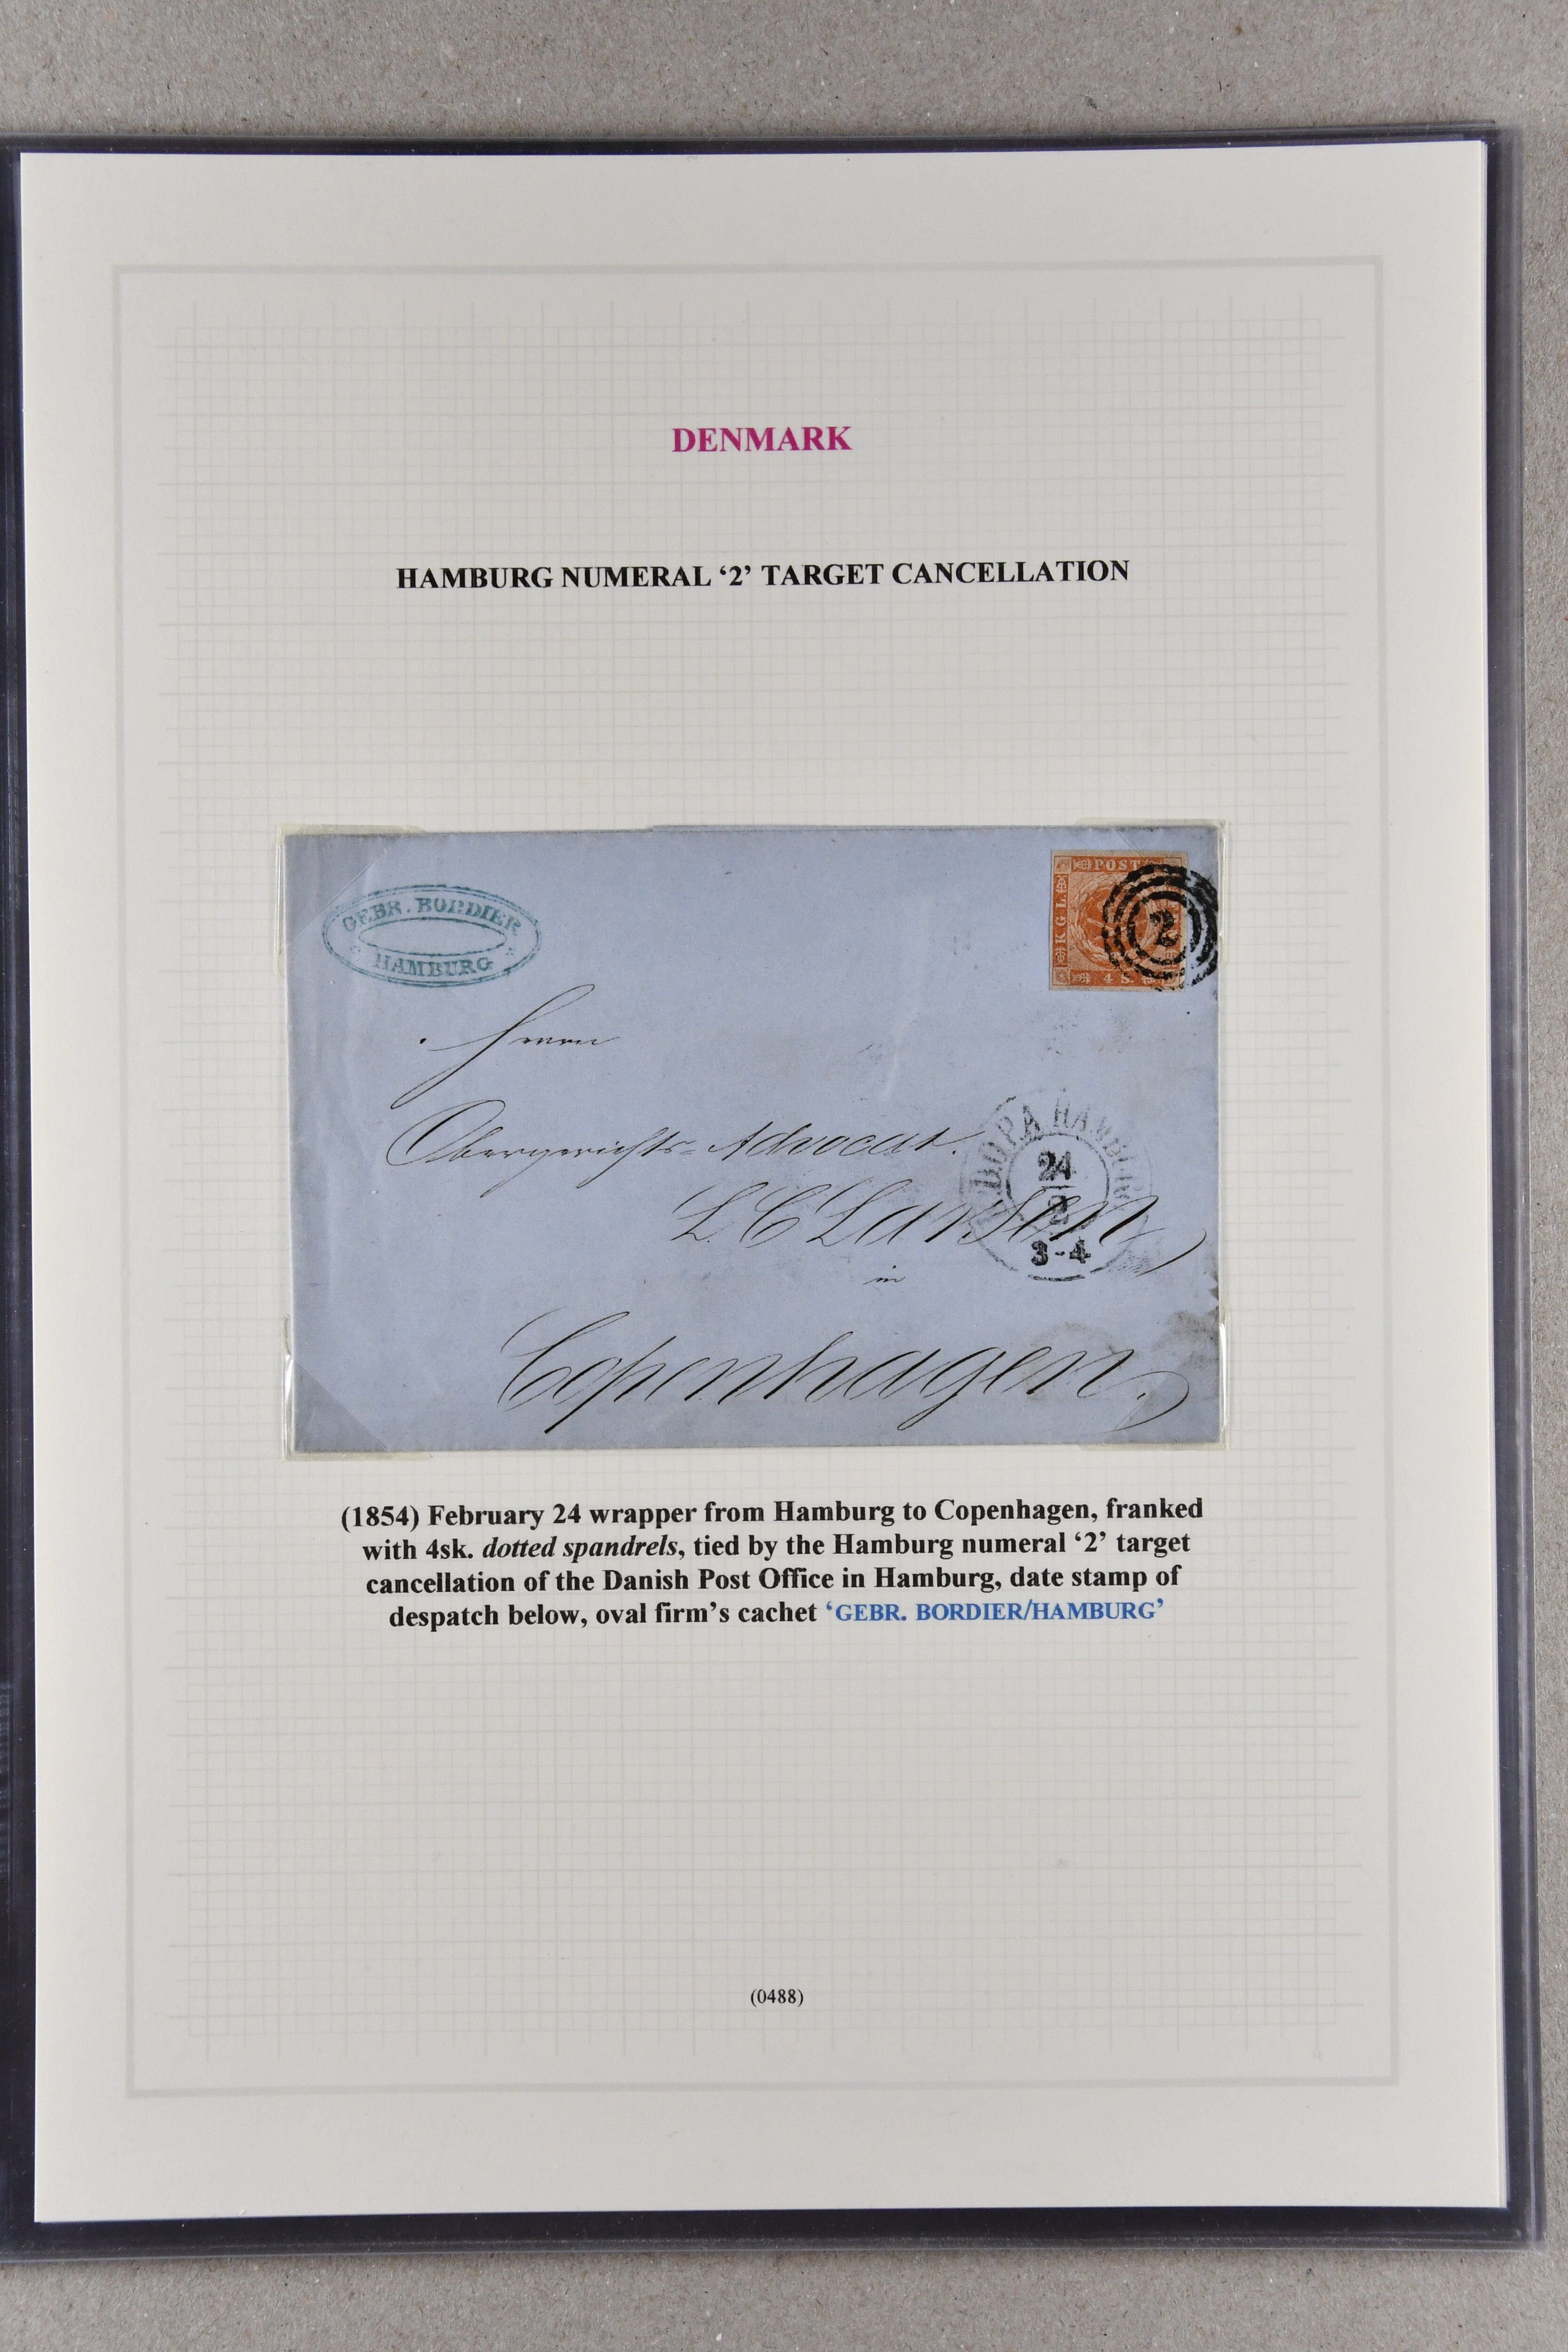 DENMARK
HAMBURG NUMERAL ‘2’ TARGET CANCELLATION
GEBR. BORDIER
HAMBURG
POST
K G L
4 S.
2
Herrn
Obergerichts-Advocat.
L. C Larsen
in
Copenhagen.
K.D.O.P.A. HAMBURG
24
2
3-4
(1854) February 24 wrapper from Hamburg to Copenhagen, franked
with 4sk. dotted spandrels, tied by the Hamburg numeral ‘2’ target
cancellation of the Danish Post Office in Hamburg, date stamp of
despatch below, oval firm’s cachet ‘GEBR. BORDIER/HAMBURG’
(0488)